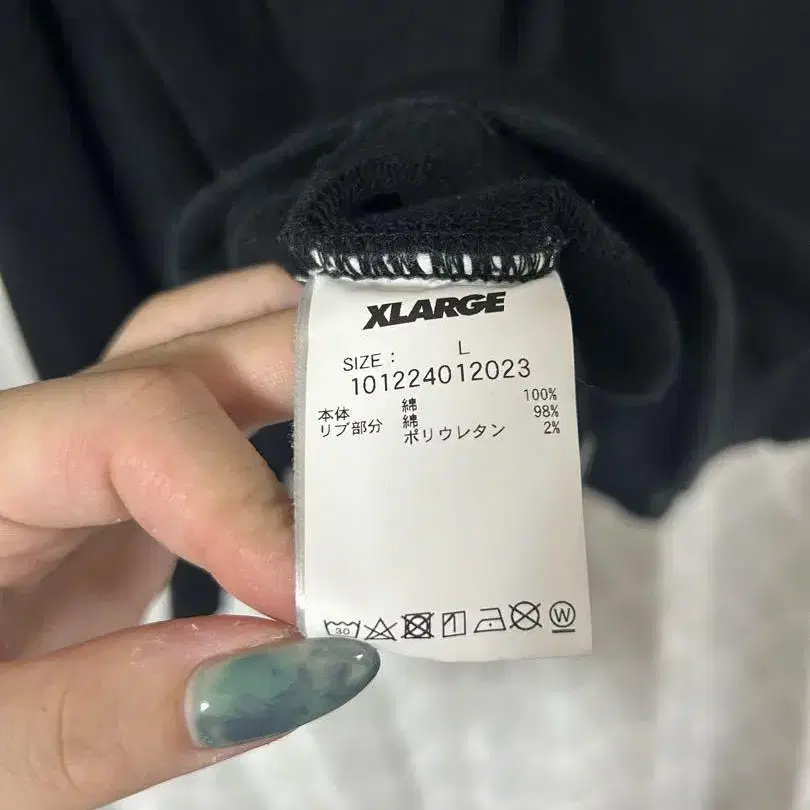 XLARGE
SIZE : L
101224012023
本体 綿 100%
リブ部分 綿 98%
ポリウレタン 2%
30 W